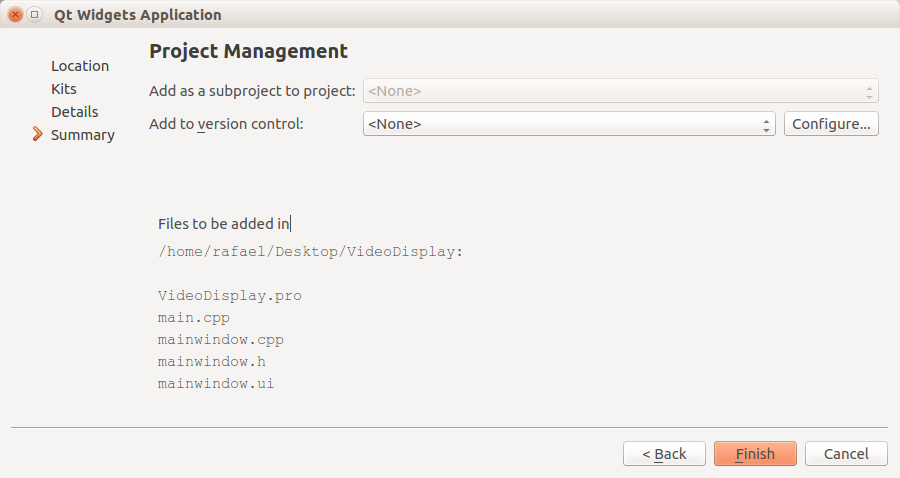 Qt Widgets Application
Location
Kits
Details
Summary
Project Management
Add as a subproject to project: <None>
Add to version control: <None> Configure...
Files to be added in
/home/rafael/Desktop/VideoDisplay:
VideoDisplay.pro
main.cpp
mainwindow.cpp
mainwindow.h
mainwindow.ui
< Back Finish Cancel